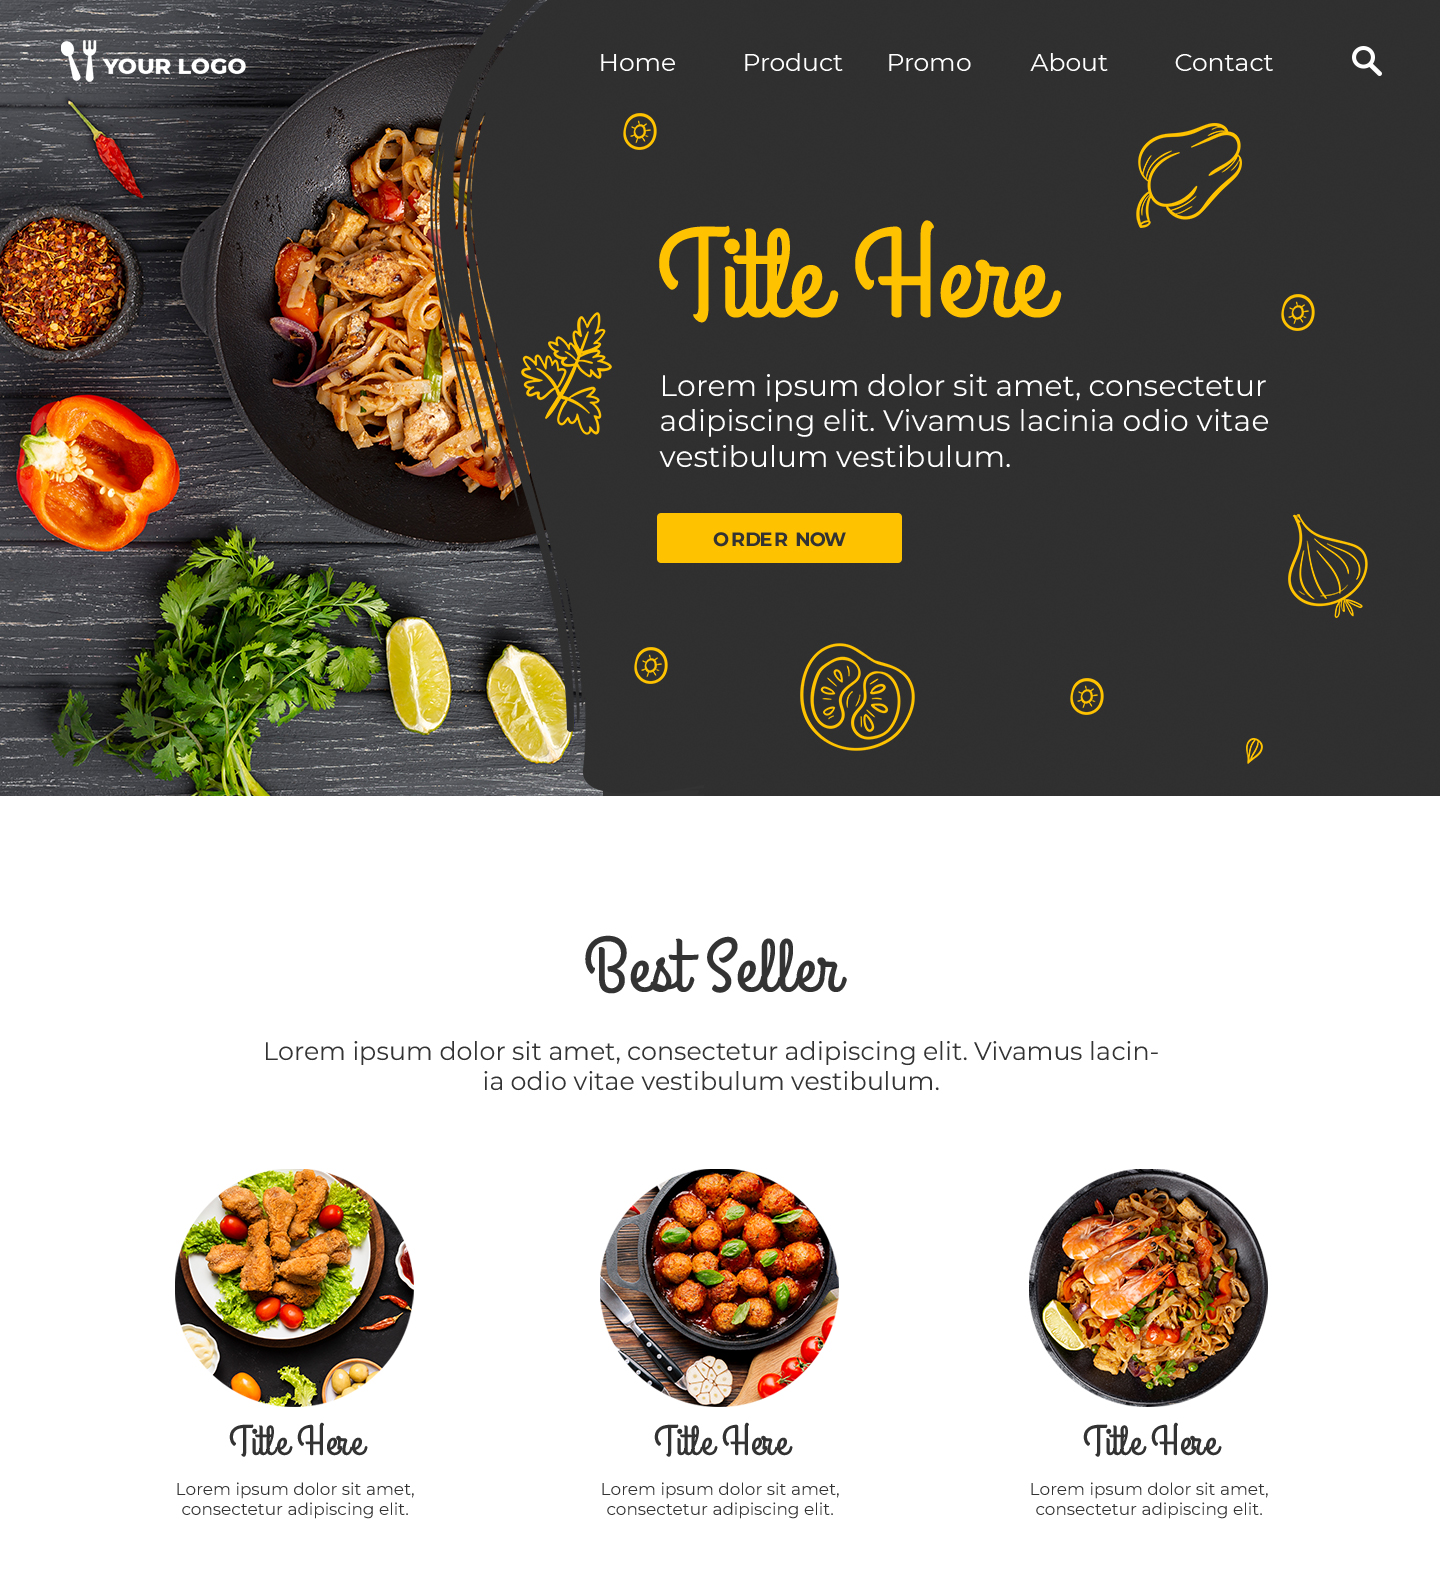 YOUR LOGO
Home Product Promo About Contact
Title Here
Lorem ipsum dolor sit amet, consectetur
adipiscing elit. Vivamus lacinia odio vitae
vestibulum vestibulum.
ORDER NOW
Best Seller
Lorem ipsum dolor sit amet, consectetur adipiscing elit. Vivamus lacin-
ia odio vitae vestibulum vestibulum.
Title Here
Lorem ipsum dolor sit amet,
consectetur adipiscing elit.
Title Here
Lorem ipsum dolor sit amet,
consectetur adipiscing elit.
Title Here
Lorem ipsum dolor sit amet,
consectetur adipiscing elit.